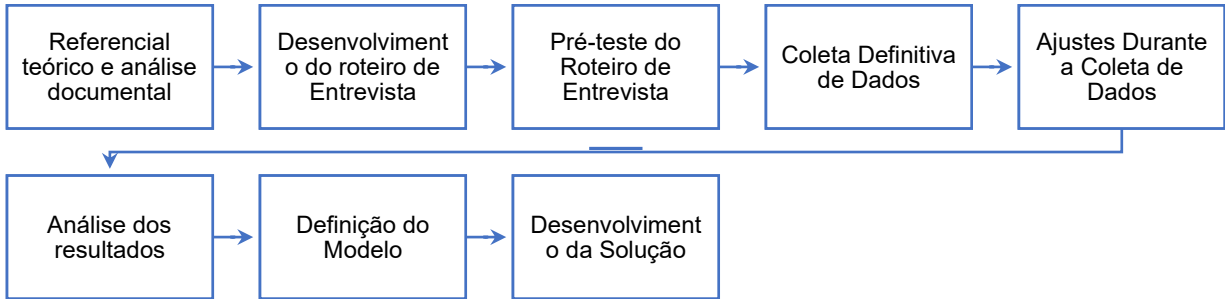 Referencial
teórico e análise
documental
Desenvolviment
o do roteiro de
Entrevista
Pré-teste do
Roteiro de
Entrevista
Coleta Definitiva
de Dados
Ajustes Durante
a Coleta de
Dados
Análise dos
resultados
Definição do
Modelo
Desenvolviment
o da Solução